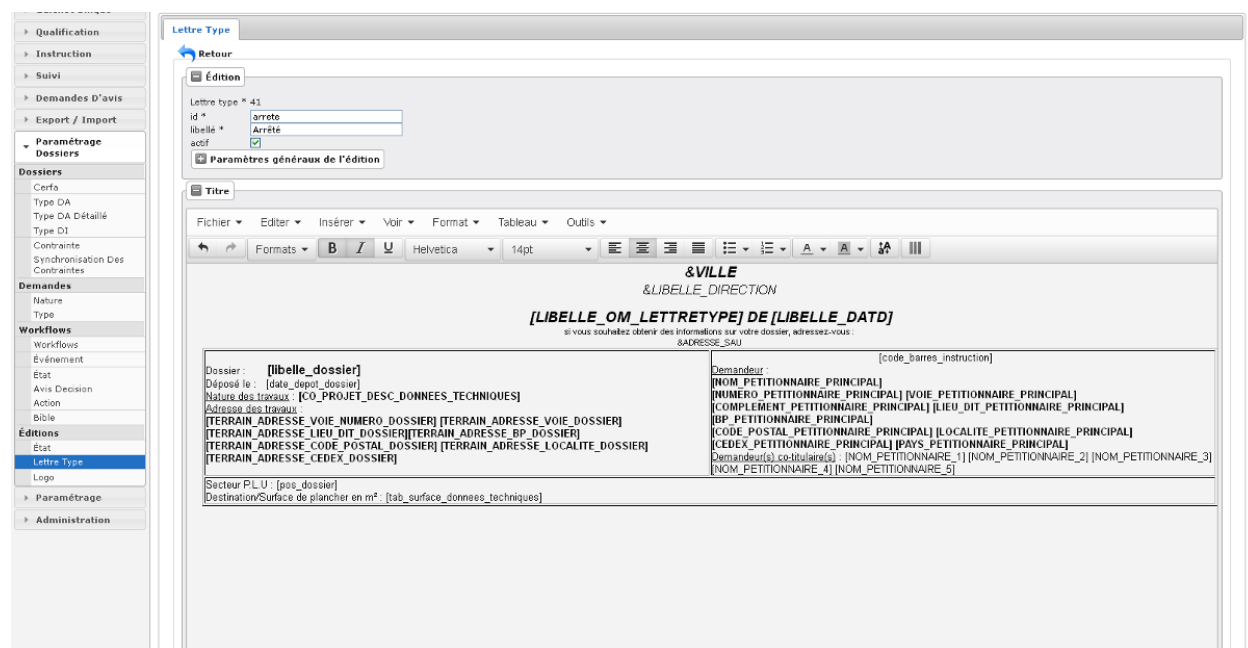 Qualification
Instruction
Suivi
Demandes D'avis
Export / Import
Paramétrage
Dossiers
Dossiers
Cerfa
Type DA
Type DA Détaillé
Type DI
Contrainte
Synchronisation Des
Contraintes
Demandes
Nature
Type
Workflows
Workflows
Événement
État
Avis Decision
Action
Bible
Éditions
État
Lettre Type
Logo
Paramétrage
Administration
Lettre Type
Retour
Édition
Lettre type * 41
id * arrete
libellé * Arrêté
actif
Paramètres généraux de l'édition
Titre
Fichier Editer Insérer Voir Format Tableau Outils
Formats B I U Helvetica 14pt A A
&VILLE
&LIBELLE_DIRECTION
[LIBELLE_OM_LETTRETYPE] DE [LIBELLE_DATD]
si vous souhaitez obtenir des informations sur votre dossier, adressez-vous :
&ADRESSE_SAU
Dossier : [libelle_dossier]
Déposé le : [date_depot_dossier]
Nature des travaux : [CO_PROJET_DESC_DONNEES_TECHNIQUES]
Adresse des travaux :
[TERRAIN_ADRESSE_VOIE_NUMERO_DOSSIER] [TERRAIN_ADRESSE_VOIE_DOSSIER]
[TERRAIN_ADRESSE_LIEU_DIT_DOSSIER][TERRAIN_ADRESSE_BP_DOSSIER]
[TERRAIN_ADRESSE_CODE_POSTAL_DOSSIER] [TERRAIN_ADRESSE_LOCALITE_DOSSIER]
[TERRAIN_ADRESSE_CEDEX_DOSSIER]
[code_barres_instruction]
Demandeur :
[NOM_PETITIONNAIRE_PRINCIPAL]
[NUMERO_PETITIONNAIRE_PRINCIPAL] [VOIE_PETITIONNAIRE_PRINCIPAL]
[COMPLEMENT_PETITIONNAIRE_PRINCIPAL] [LIEU_DIT_PETITIONNAIRE_PRINCIPAL]
[BP_PETITIONNAIRE_PRINCIPAL]
[CODE_POSTAL_PETITIONNAIRE_PRINCIPAL] [LOCALITE_PETITIONNAIRE_PRINCIPAL]
[CEDEX_PETITIONNAIRE_PRINCIPAL] [PAYS_PETITIONNAIRE_PRINCIPAL]
Demandeur(s) co-titulaire(s) : [NOM_PETITIONNAIRE_1] [NOM_PETITIONNAIRE_2] [NOM_PETITIONNAIRE_3]
[NOM_PETITIONNAIRE_4] [NOM_PETITIONNAIRE_5]
Secteur P.L.U : [pos_dossier]
Destination/Surface de plancher en m² : [tab_surface_donnees_techniques]